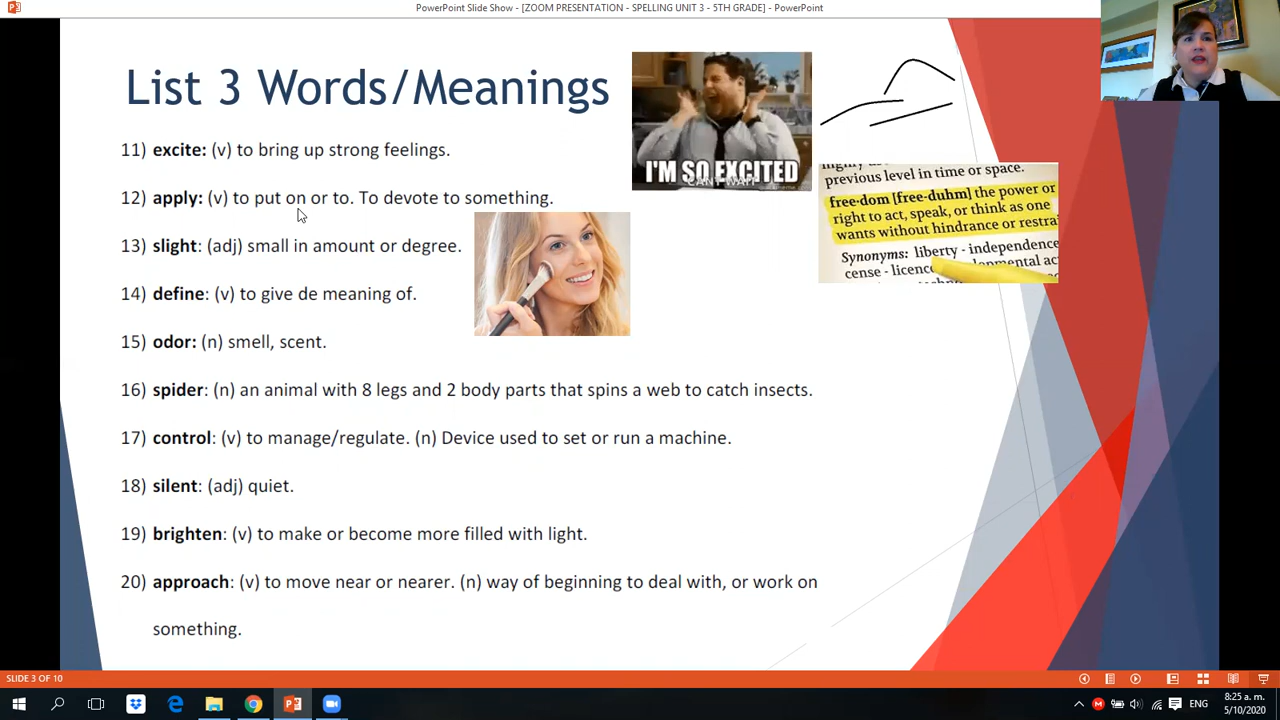 PowerPoint Slide Show - [ZOOM PRESENTATION - SPELLING UNIT 3 - 5TH GRADE] - PowerPoint
List 3 Words/Meanings
I'M SO EXCITED
11) excite: (v) to bring up strong feelings.
previous level in time or space.
12) apply: (v) to put on or to. To devote to something.
free·dom [free-duhm] the power or
right to act, speak, or think as one
wants without hindrance or
Synonyms: liberty - independence
13) slight: (adj) small in amount or degree.
14) define: (v) to give de meaning of.
15) odor: (n) smell, scent.
16) spider: (n) an animal with 8 legs and 2 body parts that spins a web to catch insects.
17) control: (v) to manage/regulate. (n) Device used to set or run a machine.
18) silent: (adj) quiet.
19) brighten: (v) to make or become more filled with light.
20) approach: (v) to move near or nearer. (n) way of beginning to deal with, or work on
something.
SLIDE 3 OF 10
ENG
8:25 a. m.
5/10/2020